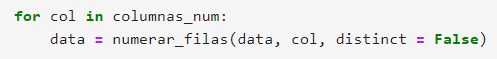 for col in columnas_num:
    data = numerar_filas(data, col, distinct = False)